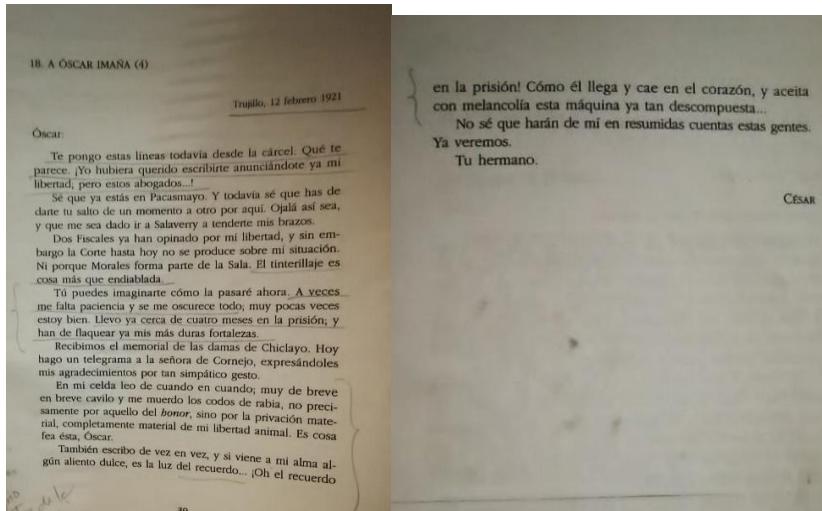 18. A ÓSCAR IMAÑA (4)
Trujillo, 12 febrero 1921
Óscar:
Te pongo estas líneas todavía desde la cárcel. Qué te
parece. ¡Yo hubiera querido escribirte anunciándote ya mi
libertad, pero estos abogados...!
Sé que ya estás en Pacasmayo. Y todavía sé que has de
darte tu salto de un momento a otro por aquí. Ojalá así sea,
y que me sea dado ir a Salaverry a tenderte mis brazos.
Dos Fiscales ya han opinado por mi libertad, y sin em-
bargo la Corte hasta hoy no se produce sobre mi situación.
Ni porque Morales forma parte de la Sala. El tinterillaje es
cosa más que endiablada.
Tú puedes imaginarte cómo la pasaré ahora. A veces
me falta paciencia y se me oscurece todo; muy pocas veces
estoy bien. Llevo ya cerca de cuatro meses en la prisión; y
han de flaquear ya mis más duras fortalezas.
Recibimos el memorial de las damas de Chiclayo. Hoy
hago un telegrama a la señora de Cornejo, expresándoles
mis agradecimientos por tan simpático gesto.
En mi celda leo de cuando en cuando; muy de breve
en breve cavilo y me muerdo los codos de rabia, no preci-
samente por aquello del honor, sino por la privación mate-
rial, completamente material de mi libertad animal. Es cosa
fea ésta, Óscar.
También escribo de vez en vez, y si viene a mi alma al-
gún aliento dulce, es la luz del recuerdo... ¡Oh el recuerdo
en la prisión! Cómo él llega y cae en el corazón, y aceita
con melancolía esta máquina ya tan descompuesta...
No sé que harán de mí en resumidas cuentas estas gentes.
Ya veremos.
Tu hermano.
CÉSAR